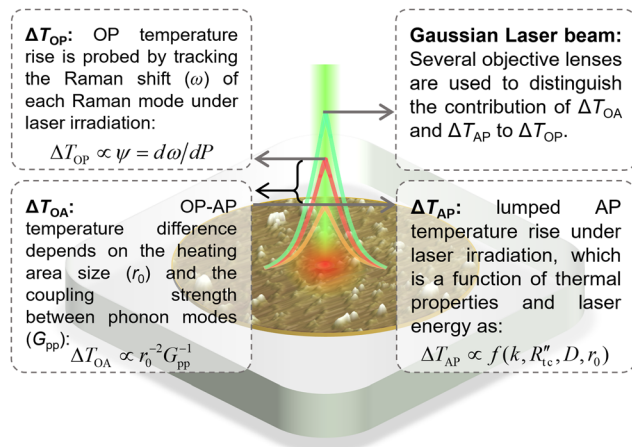 ΔT_OP: OP temperature
rise is probed by tracking
the Raman shift (ω) of
each Raman mode under
laser irradiation:
ΔT_OP ∝ ψ = dω/dP
Gaussian Laser beam:
Several objective lenses
are used to distinguish
the contribution of ΔT_OA
and ΔT_AP to ΔT_OP.
ΔT_OA: OP-AP
temperature difference
depends on the heating
area size (r₀) and the
coupling strength
between phonon modes
(G_pp):
ΔT_OA ∝ r₀⁻² G_pp⁻¹
ΔT_AP: lumped AP
temperature rise under
laser irradiation, which
is a function of thermal
properties and laser
energy as:
ΔT_AP ∝ f(k, R″_tc, D, r₀)